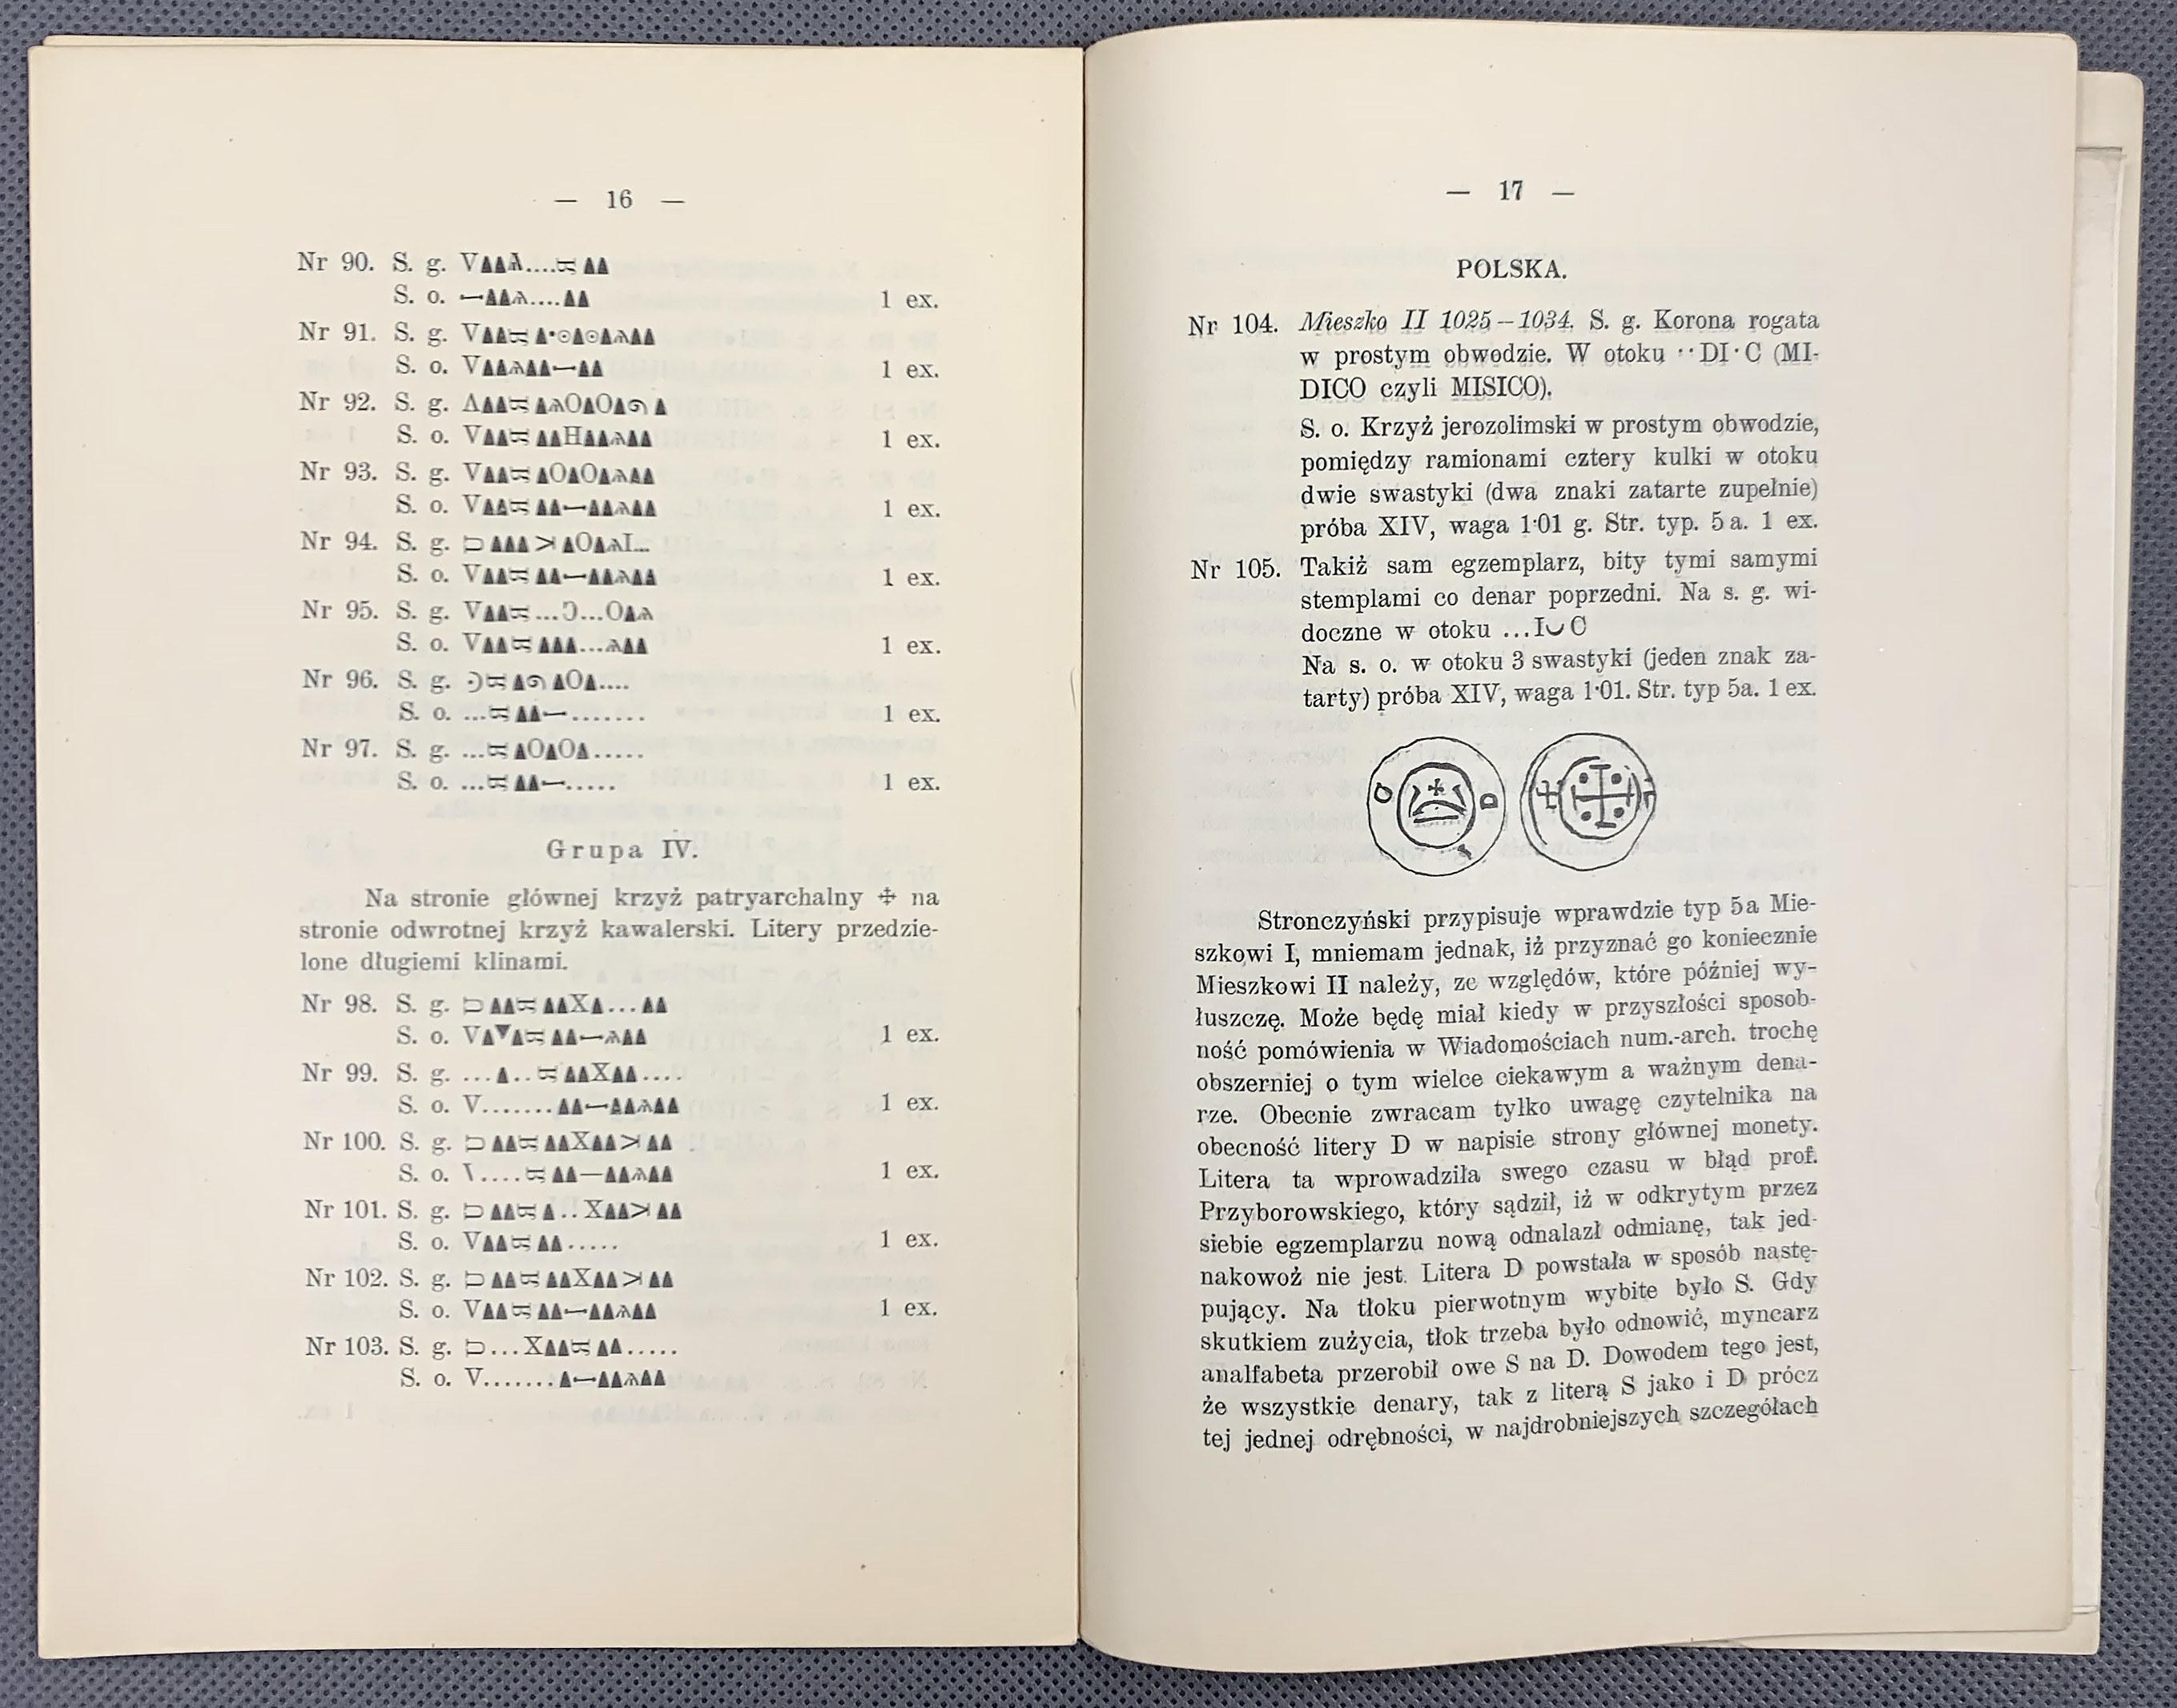 — 16 —
Nr 90. S. g. V▲▲A....♓▲▲
S. o. ▲▲....▲▲ 1 ex.
Nr 91. S. g. V▲▲♓▲•⊙▲⊙▲▲▲
S. o. V▲▲▲▲▲▲ 1 ex.
Nr 92. S. g. Λ▲▲♓▲O▲O▲▲
S. o. V▲▲♓▲▲H▲▲▲▲ 1 ex.
Nr 93. S. g. V▲▲♓▲O▲O▲▲▲
S. o. V▲▲♓▲▲▲▲▲▲ 1 ex.
Nr 94. S. g. ▲▲▲>▲O▲I...
S. o. V▲▲♓▲▲▲▲▲▲ 1 ex.
Nr 95. S. g. V▲▲♓...Ɔ...O▲
S. o. V▲▲♓▲▲▲...▲▲ 1 ex.
Nr 96. S. g. ♓▲▲O▲....
S. o. ...♓▲▲....... 1 ex.
Nr 97. S. g. ...♓▲O▲O▲.....
S. o. ...♓▲▲..... 1 ex.
Grupa IV.
Na stronie głównej krzyż patryarchalny ⁜ na
stronie odwrotnej krzyż kawalerski. Litery przedzie-
lone długiemi klinami.
Nr 98. S. g. ▲▲♓▲▲X▲...▲▲
S. o. V▲▼▲♓▲▲▲▲ 1 ex.
Nr 99. S. g. ...▲..♓▲▲X▲▲....
S. o. V.......▲▲▲▲▲▲ 1 ex.
Nr 100. S. g. ▲▲♓▲▲X▲▲>▲▲
S. o. \....♓▲▲—▲▲▲▲ 1 ex.
Nr 101. S. g. ▲▲♓▲..X▲▲>▲▲
S. o. V▲▲♓▲▲..... 1 ex.
Nr 102. S. g. ▲▲♓▲▲X▲▲>▲▲
S. o. V▲▲♓▲▲▲▲▲▲ 1 ex.
Nr 103. S. g. ...X▲▲♓▲▲.....
S. o. V.......▲▲▲▲▲
— 17 —
POLSKA.
Nr 104. Mieszko II 1025–1034. S. g. Korona rogata
w prostym obwodzie. W otoku ··DI·C (MI-
DICO czyli MISICO).
S. o. Krzyż jerozolimski w prostym obwodzie,
pomiędzy ramionami cztery kulki w otoku
dwie swastyki (dwa znaki zatarte zupełnie)
próba XIV, waga 1·01 g. Str. typ. 5 a. 1 ex.
Nr 105. Takiż sam egzemplarz, bity tymi samymi
stemplami co denar poprzedni. Na s. g. wi-
doczne w otoku ...I◡C
Na s. o. w otoku 3 swastyki (jeden znak za-
tarty) próba XIV, waga 1·01. Str. typ 5a. 1 ex.
O D
Stronczyński przypisuje wprawdzie typ 5a Mie-
szkowi I, mniemam jednak, iż przyznać go koniecznie
Mieszkowi II należy, ze względów, które później wy-
łuszczę. Może będę miał kiedy w przyszłości sposob-
ność pomówienia w Wiadomościach num.-arch. trochę
obszerniej o tym wielce ciekawym a ważnym dena-
rze. Obecnie zwracam tylko uwagę czytelnika na
obecność litery D w napisie strony głównej monety.
Litera ta wprowadziła swego czasu w błąd prof.
Przyborowskiego, który sądził, iż w odkrytym przez
siebie egzemplarzu nową odnalazł odmianę, tak jed-
nakowoż nie jest. Litera D powstała w sposób nastę-
pujący. Na tłoku pierwotnym wybite było S. Gdy
skutkiem zużycia, tłok trzeba było odnowić, myncarz
analfabeta przerobił owe S na D. Dowodem tego jest,
że wszystkie denary, tak z literą S jako i D prócz
tej jednej odrębności, w najdrobniejszych szczegółach